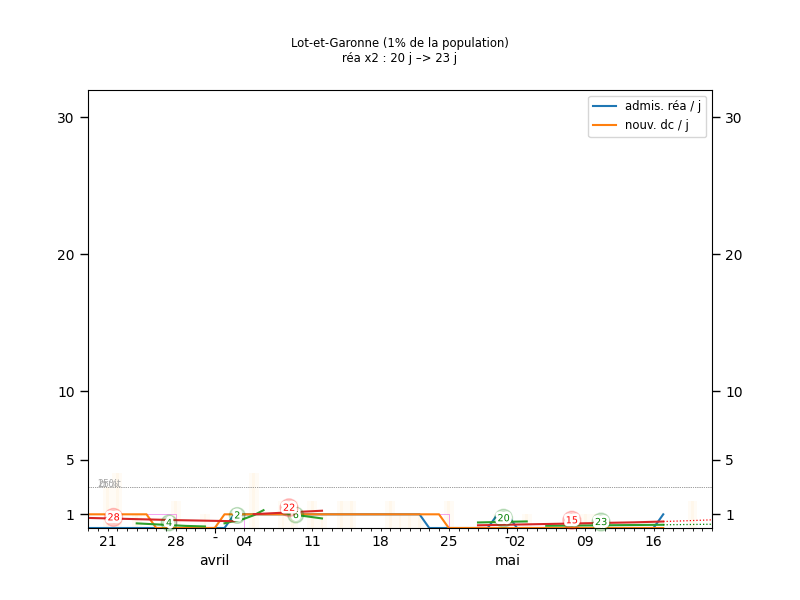 Lot-et-Garonne (1% de la population)
réa x2 : 20 j –> 23 j
admis. réa / j
nouv. dc / j
30 30
20 20
10 10
5 5
1 1
28 4 2 22 6 20 15 23
21 28 - 04 11 18 25 - 02 09 16
avril mai